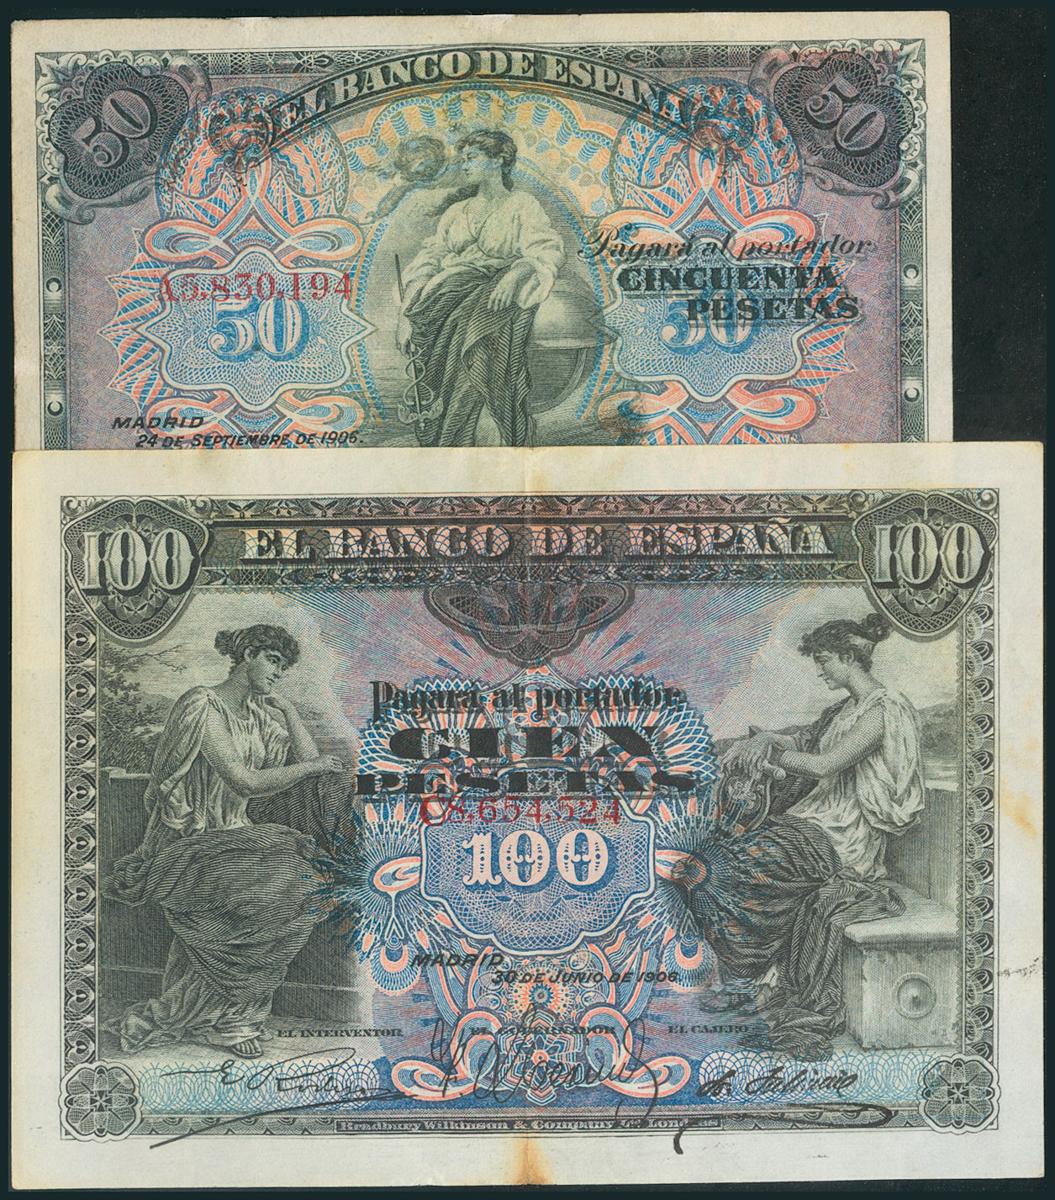 50 EL BANCO DE ESPAÑA 50
Pagará al portador
CINCUENTA
PESETAS
A5,830,194
50 50
MADRID
24 DE SEPTIEMBRE DE 1906.
100 EL BANCO DE ESPAÑA 100
Pagará al portador
CIEN
PESETAS
C8,654,524
100
MADRID
30 DE JUNIO DE 1906
EL INTERVENTOR EL GOBERNADOR EL CAJERO
Bradbury Wilkinson & Company Ld. Londres